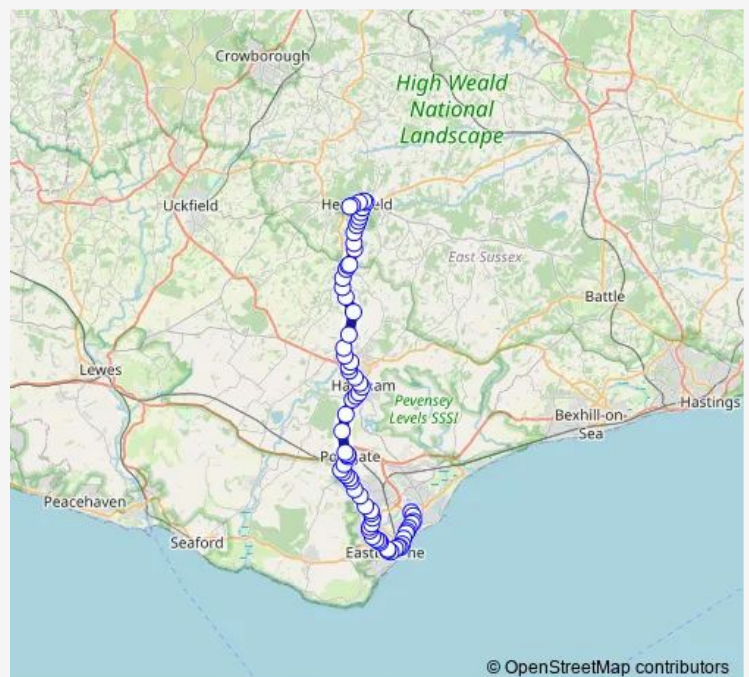 Crowborough
High Weald
National
Landscape
Uckfield
East Sussex
Battle
Lewes
Pevensey
Levels SSSI
Bexhill-on-
Sea
Hastings
Peacehaven
Seaford
© OpenStreetMap contributors